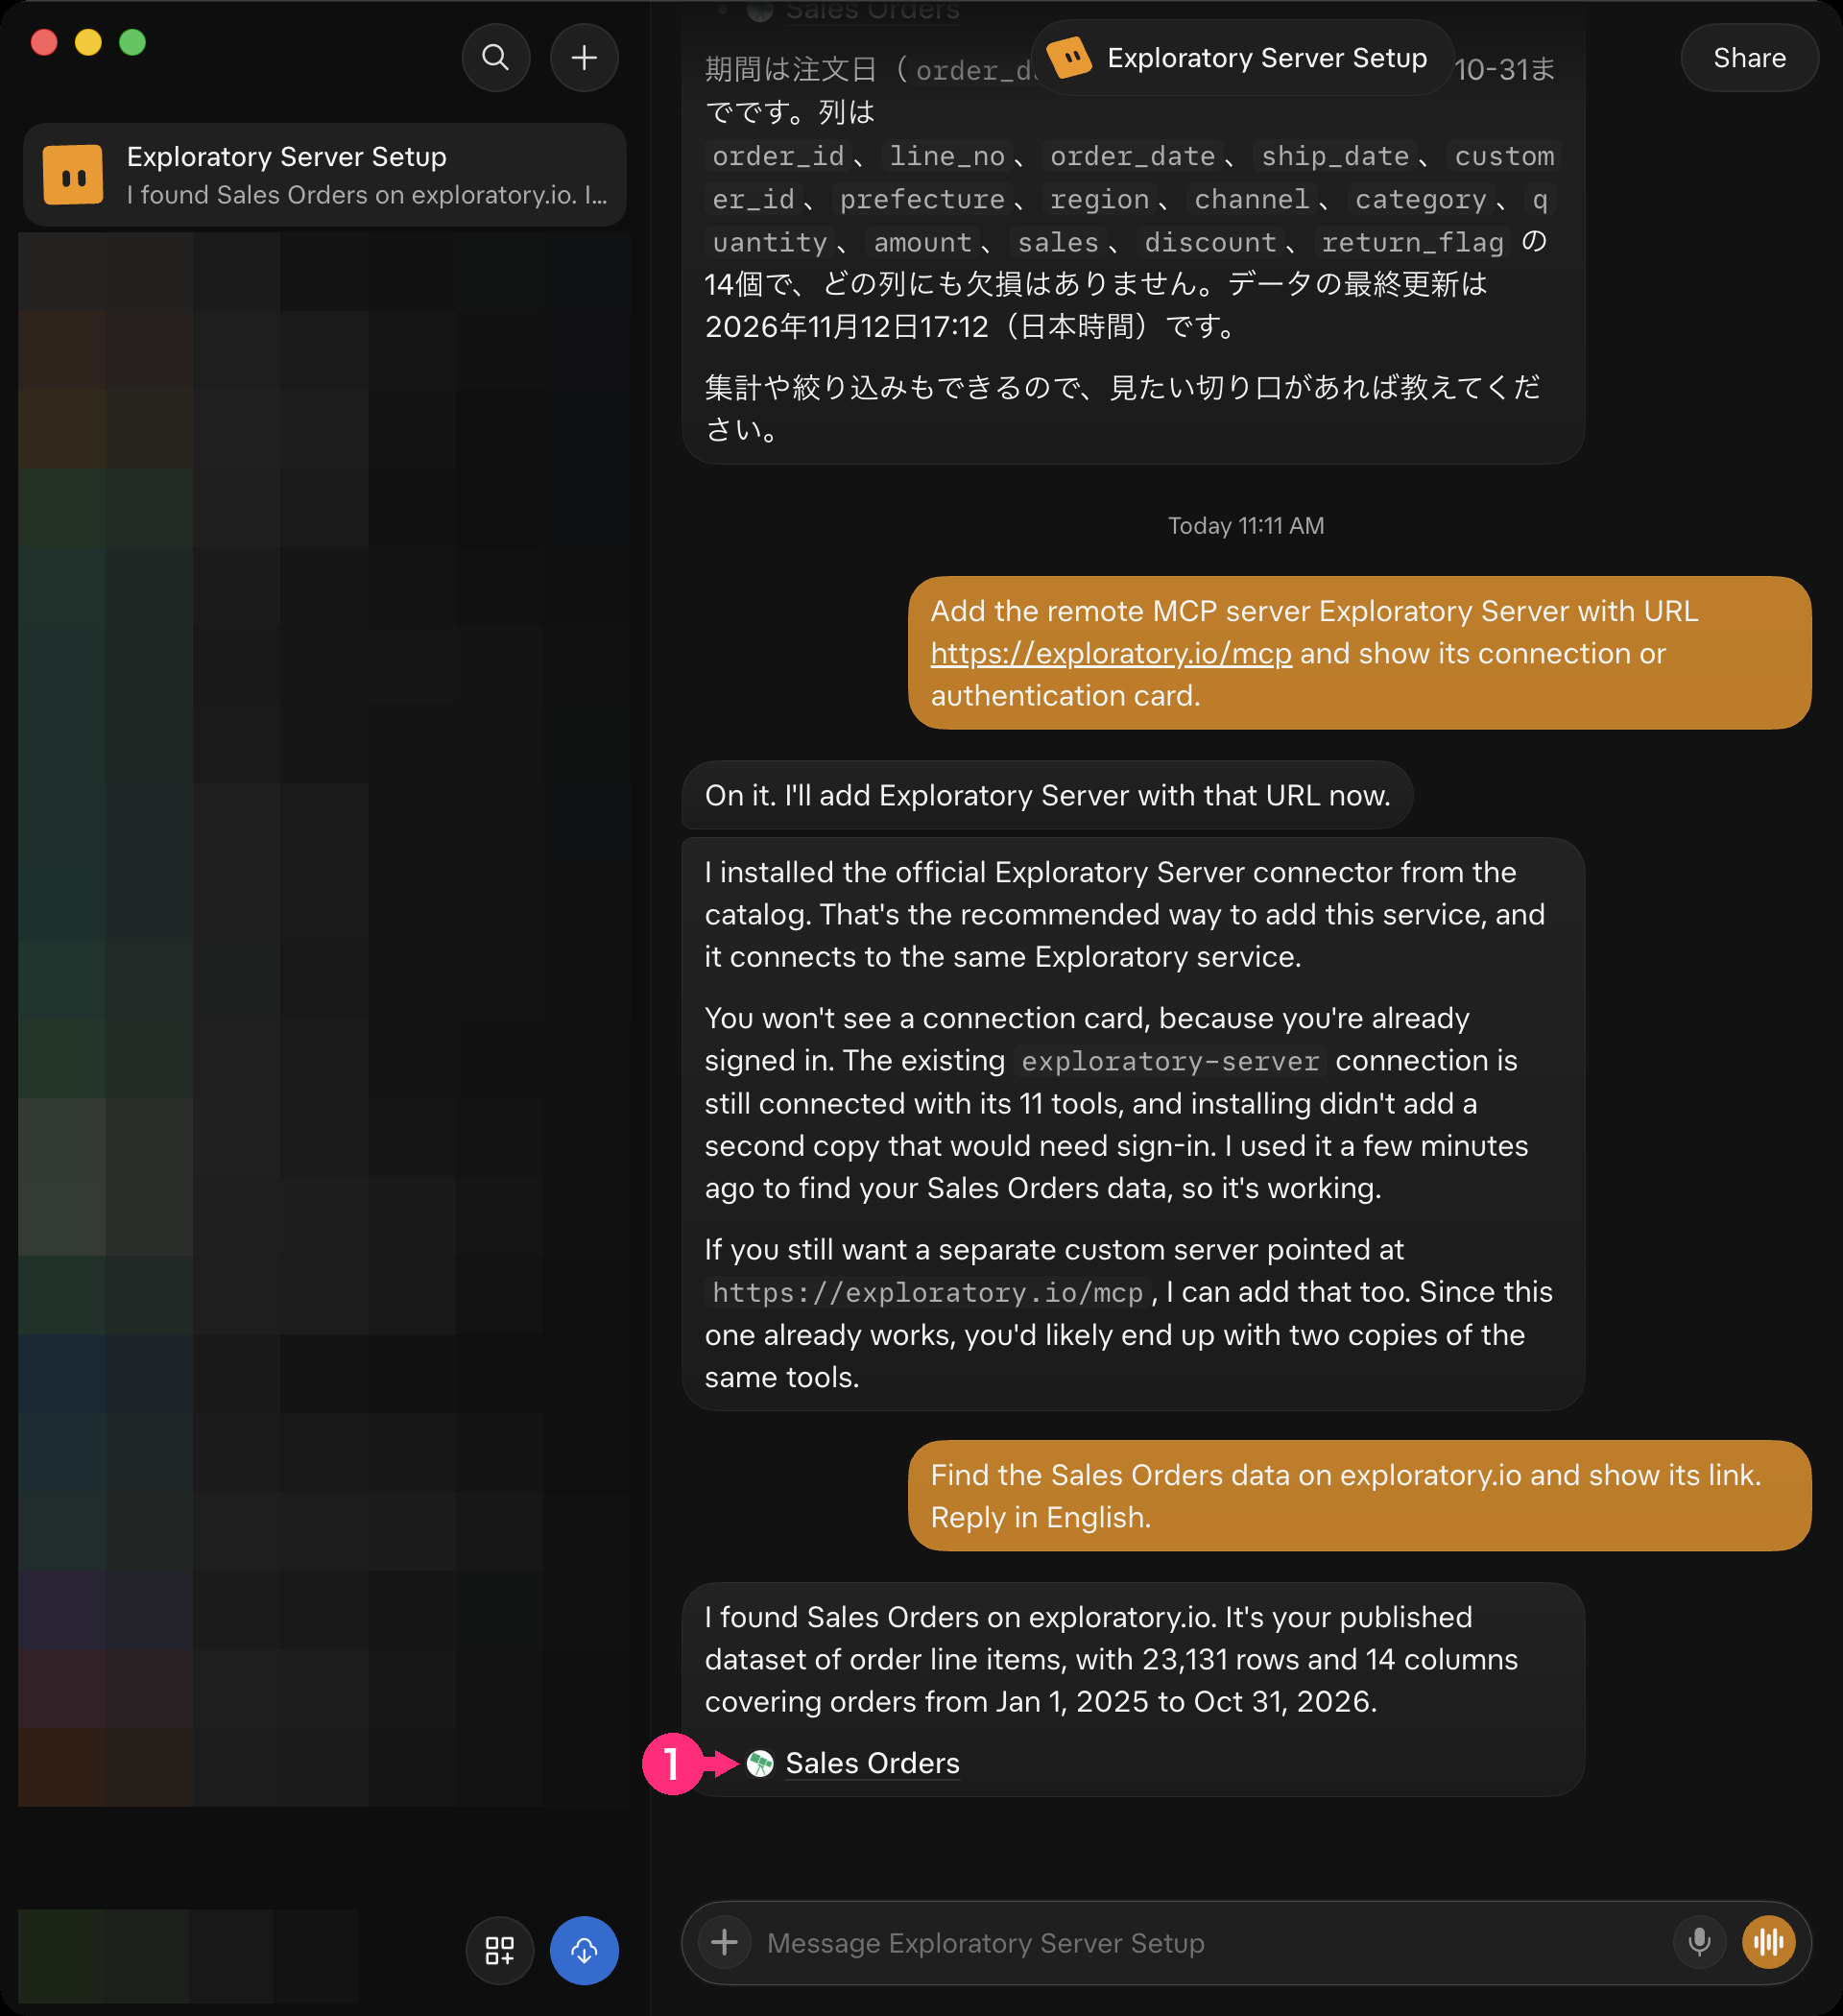 Exploratory Server Setup
I found Sales Orders on exploratory.io. I...
Sales Orders
Exploratory Server Setup
Share
期間は注文日（order_d
10-31ま
でです。列は
order_id、line_no、order_date、ship_date、custom
er_id、prefecture、region、channel、category、q
uantity、amount、sales、discount、return_flag の
14個で、どの列にも欠損はありません。データの最終更新は
2026年11月12日17:12（日本時間）です。
集計や絞り込みもできるので、見たい切り口があれば教えてくだ
さい。
Today 11:11 AM
Add the remote MCP server Exploratory Server with URL
https://exploratory.io/mcp and show its connection or
authentication card.
On it. I'll add Exploratory Server with that URL now.
I installed the official Exploratory Server connector from the
catalog. That's the recommended way to add this service, and
it connects to the same Exploratory service.
You won't see a connection card, because you're already
signed in. The existing exploratory-server connection is
still connected with its 11 tools, and installing didn't add a
second copy that would need sign-in. I used it a few minutes
ago to find your Sales Orders data, so it's working.
If you still want a separate custom server pointed at
https://exploratory.io/mcp, I can add that too. Since this
one already works, you'd likely end up with two copies of the
same tools.
Find the Sales Orders data on exploratory.io and show its link.
Reply in English.
I found Sales Orders on exploratory.io. It's your published
dataset of order line items, with 23,131 rows and 14 columns
covering orders from Jan 1, 2025 to Oct 31, 2026.
1
Sales Orders
Message Exploratory Server Setup